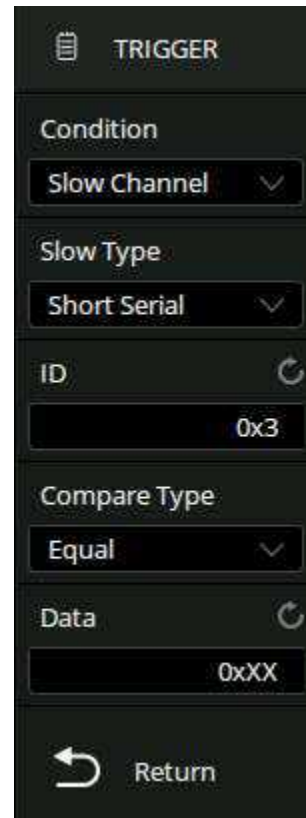 TRIGGER
Condition
Slow Channel
Slow Type
Short Serial
ID
0x3
Compare Type
Equal
Data
0xXX
Return